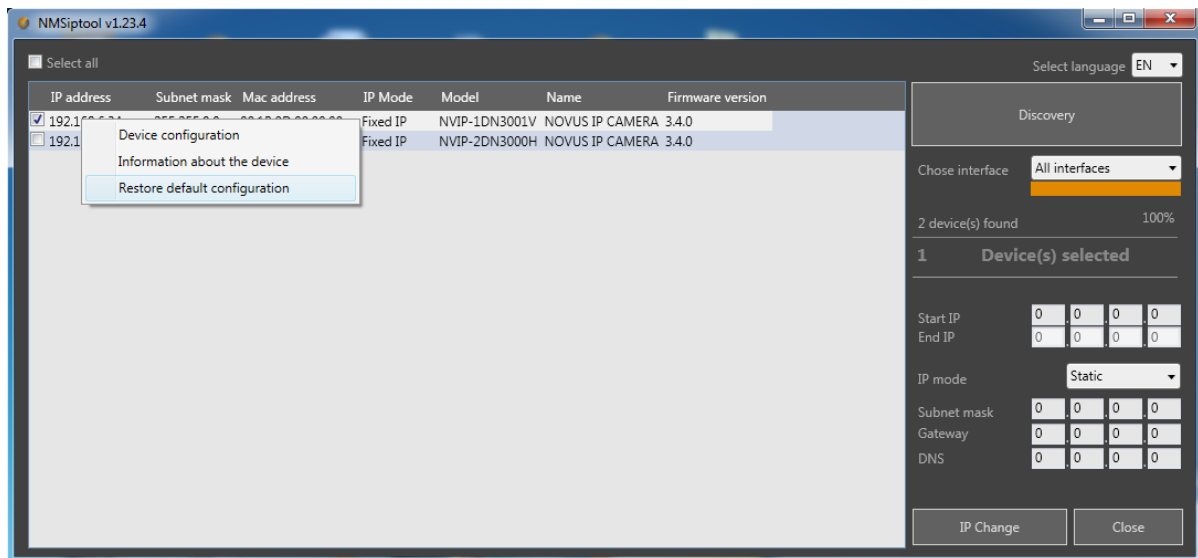 NMSiptool v1.23.4
Select all
Select language EN
IP address Subnet mask Mac address IP Mode Model Name Firmware version
Fixed IP NVIP-1DN3001V NOVUS IP CAMERA 3.4.0
192.1 Fixed IP NVIP-2DN3000H NOVUS IP CAMERA 3.4.0
Device configuration
Information about the device
Restore default configuration
Discovery
Chose interface All interfaces
2 device(s) found 100%
1 Device(s) selected
Start IP 0 . 0 . 0 . 0
End IP 0 . 0 . 0 . 0
IP mode Static
Subnet mask 0 . 0 . 0 . 0
Gateway 0 . 0 . 0 . 0
DNS 0 . 0 . 0 . 0
IP Change Close